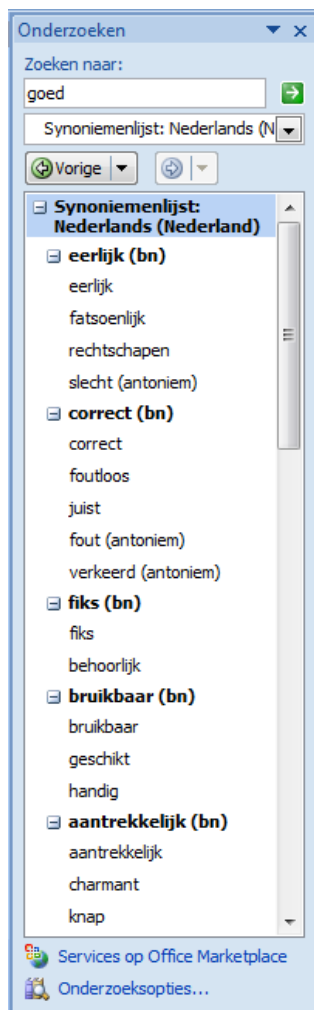 Onderzoeken
Zoeken naar:
goed
Synoniemenlijst: Nederlands (N
Vorige
Synoniemenlijst:
Nederlands (Nederland)
eerlijk (bn)
eerlijk
fatsoenlijk
rechtschapen
slecht (antoniem)
correct (bn)
correct
foutloos
juist
fout (antoniem)
verkeerd (antoniem)
fiks (bn)
fiks
behoorlijk
bruikbaar (bn)
bruikbaar
geschikt
handig
aantrekkelijk (bn)
aantrekkelijk
charmant
knap
Services op Office Marketplace
Onderzoeksopties...